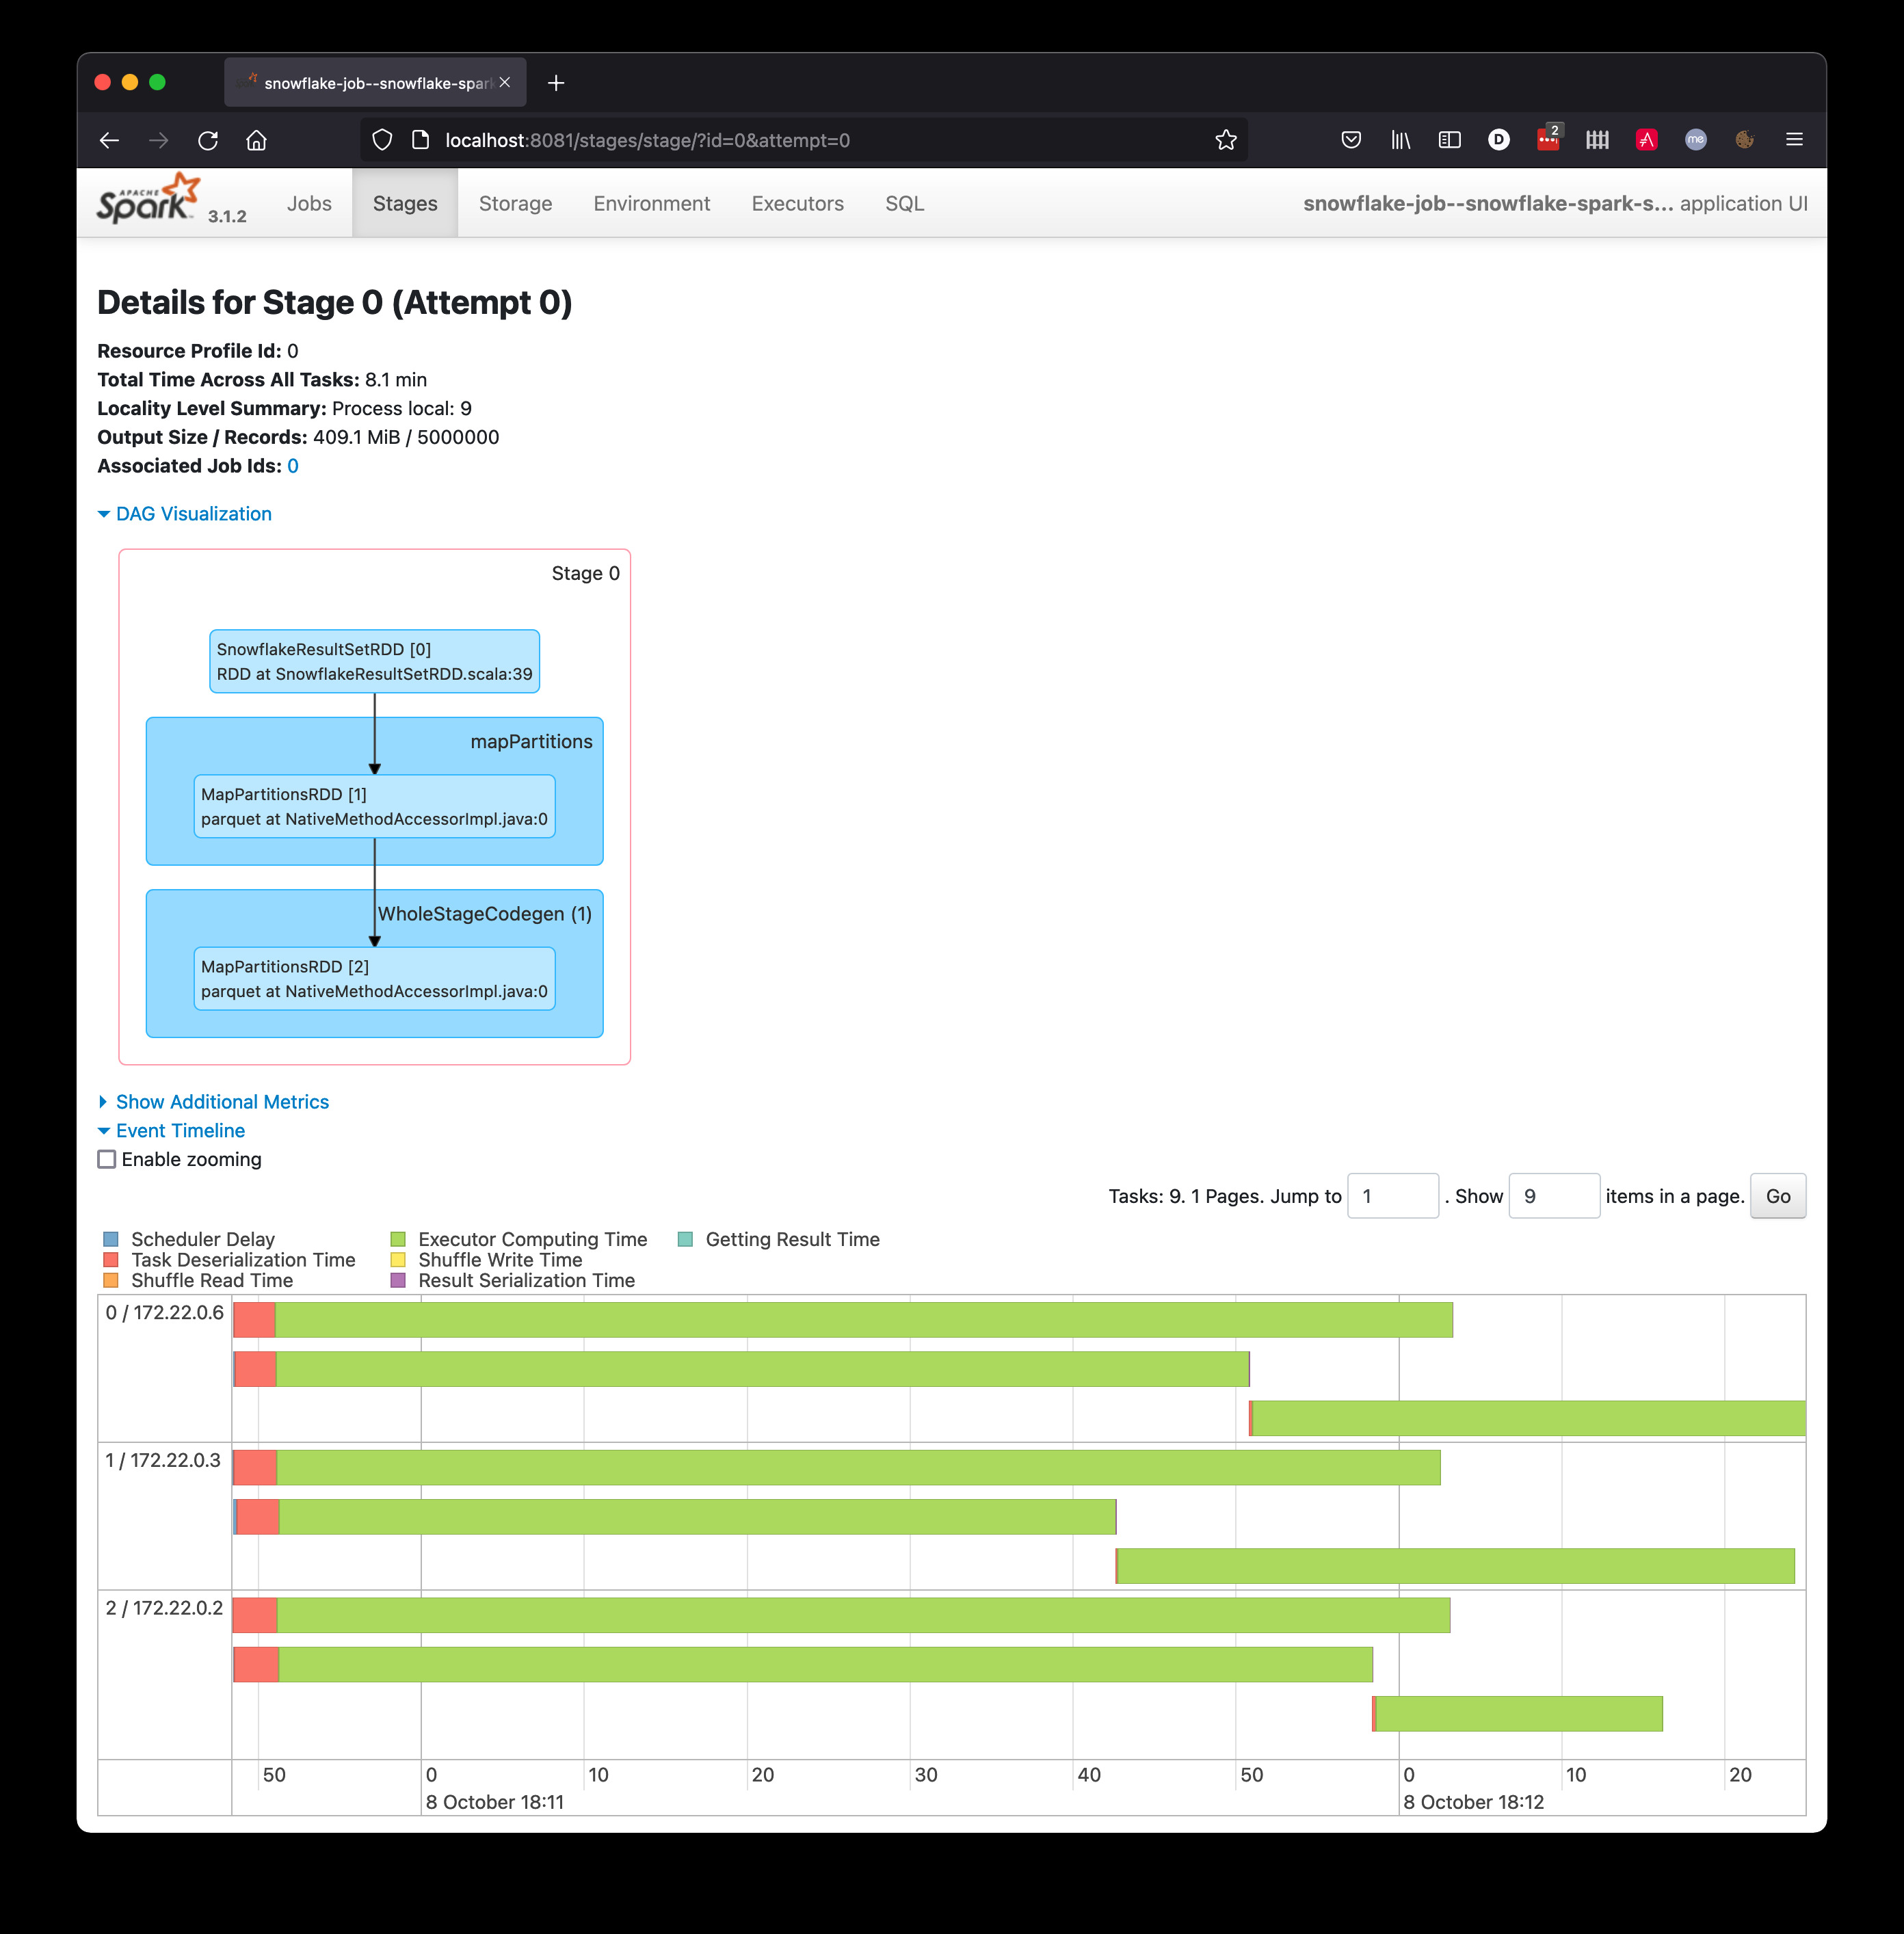 snowflake-job--snowflake-spark
localhost:8081/stages/stage/?id=0&attempt=0
D
2
me
APACHE
Spark 3.1.2
Jobs
Stages
Storage
Environment
Executors
SQL
snowflake-job--snowflake-spark-s... application UI
Details for Stage 0 (Attempt 0)
Resource Profile Id: 0
Total Time Across All Tasks: 8.1 min
Locality Level Summary: Process local: 9
Output Size / Records: 409.1 MiB / 5000000
Associated Job Ids: 0
DAG Visualization
Stage 0
SnowflakeResultSetRDD [0]
RDD at SnowflakeResultSetRDD.scala:39
mapPartitions
MapPartitionsRDD [1]
parquet at NativeMethodAccessorImpl.java:0
WholeStageCodegen (1)
MapPartitionsRDD [2]
parquet at NativeMethodAccessorImpl.java:0
Show Additional Metrics
Event Timeline
Enable zooming
Tasks: 9. 1 Pages. Jump to 1 . Show 9 items in a page. Go
Scheduler Delay
Task Deserialization Time
Shuffle Read Time
Executor Computing Time
Shuffle Write Time
Result Serialization Time
Getting Result Time
0 / 172.22.0.6
1 / 172.22.0.3
2 / 172.22.0.2
50 0 10 20 30 40 50 0 10 20
8 October 18:11 8 October 18:12